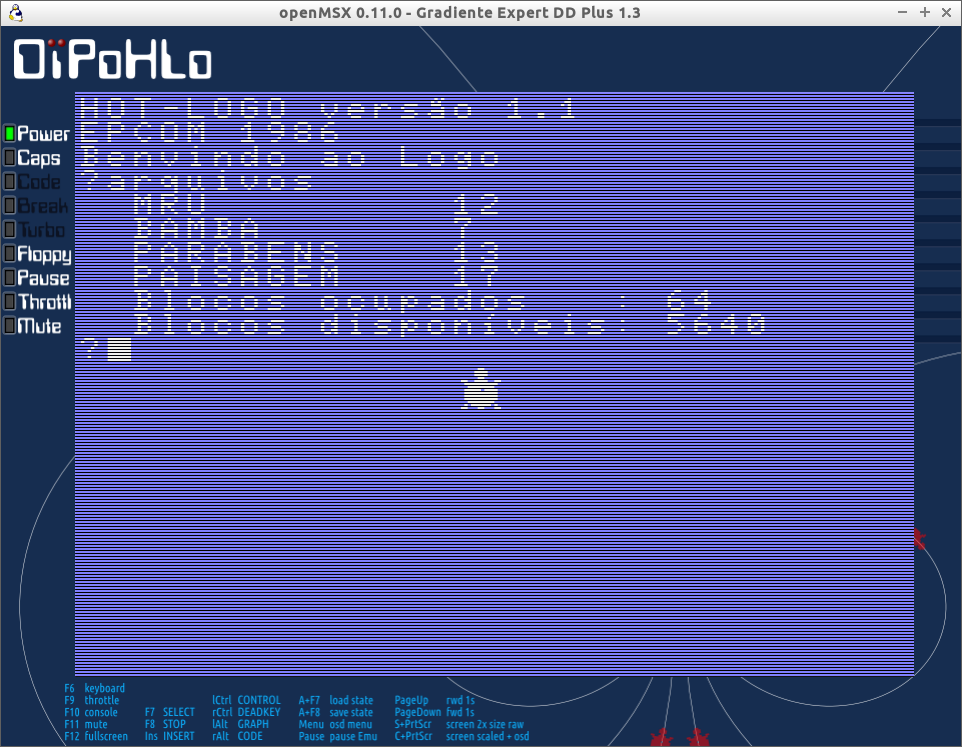 openMSX 0.11.0 - Gradiente Expert DD Plus 1.3
DïPoHLo
HOT-LOGO versão 1.1
EPCOM 1986
Benvindo ao Logo
?arquivos
MRU 12
BAMBA 7
PARABENS 13
PAISAGEM 17
Blocos ocupados : 64
Blocos disponíveis: 5640
?
Power
Caps
Code
Break
Turbo
Floppy
Pause
Throttl
Mute
F6 keyboard
F9 throttle lCtrl CONTROL A+F7 load state PageUp rwd 1s
F10 console F7 SELECT rCtrl DEADKEY A+F8 save state PageDown fwd 1s
F11 mute F8 STOP lAlt GRAPH Menu osd menu S+PrtScr screen 2x size raw
F12 fullscreen Ins INSERT rAlt CODE Pause pause Emu C+PrtScr screen scaled + osd